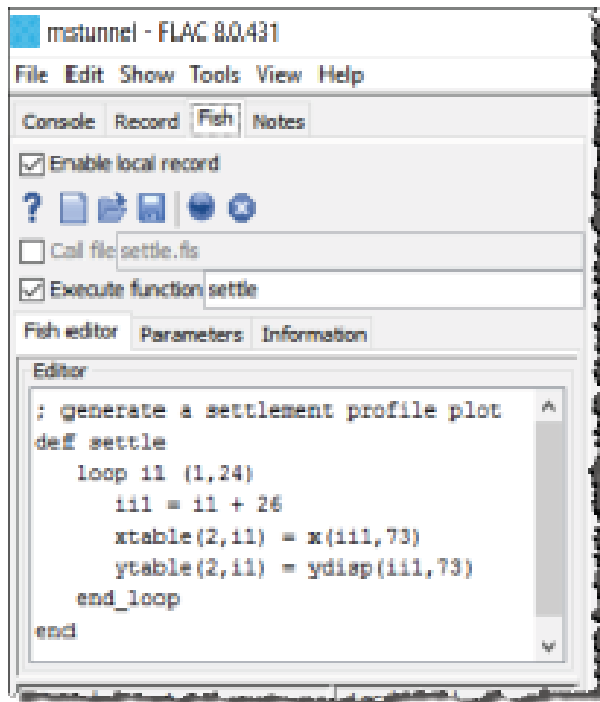 mstunnel - FLAC 8.0.431
File Edit Show Tools View Help
Console Record Fish Notes
Enable local record
?
Call file settle.fis
Execute function settle
Fish editor Parameters Information
Editor
; generate a settlement profile plot
def settle
loop i1 (1,24)
ii1 = i1 + 26
xtable(2,i1) = x(ii1,73)
ytable(2,i1) = ydisp(ii1,73)
end_loop
end